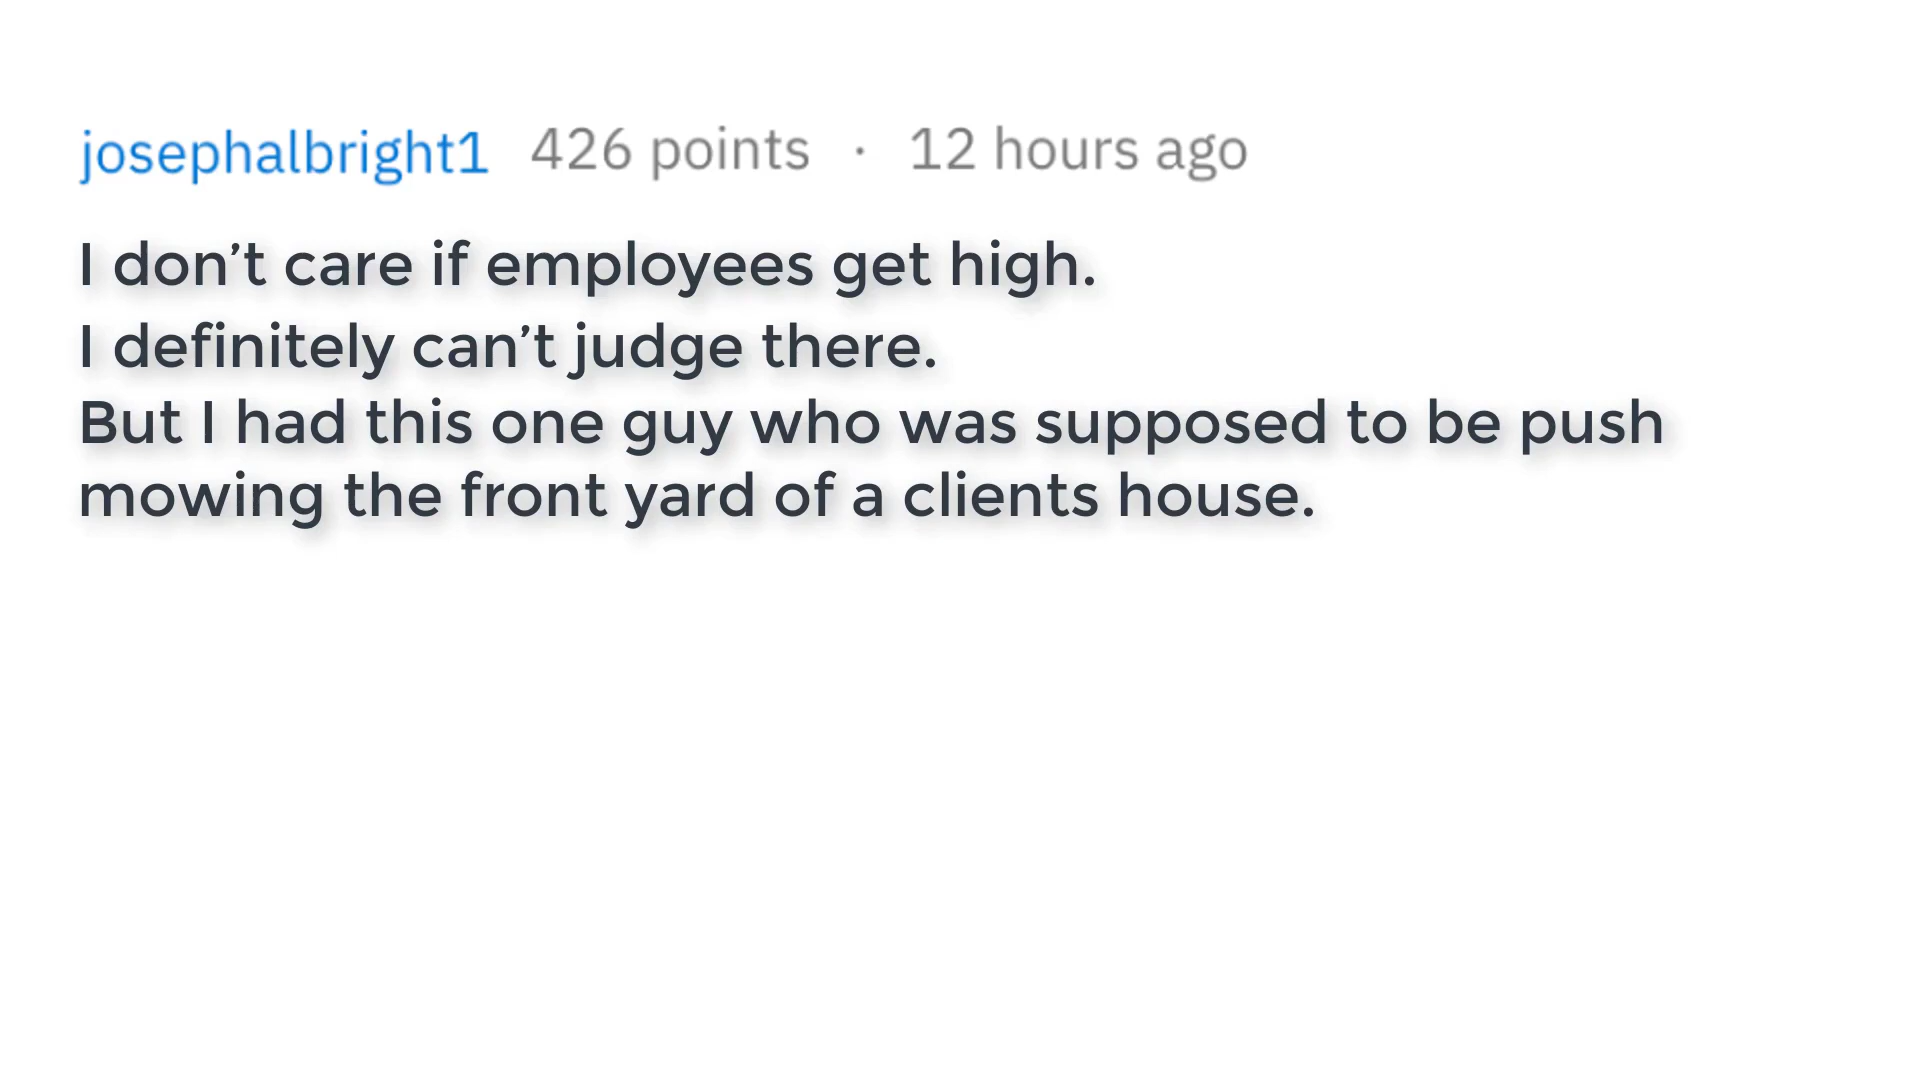 josephalbright1 426 points · 12 hours ago
I don’t care if employees get high.
I definitely can’t judge there.
But I had this one guy who was supposed to be push
mowing the front yard of a clients house.